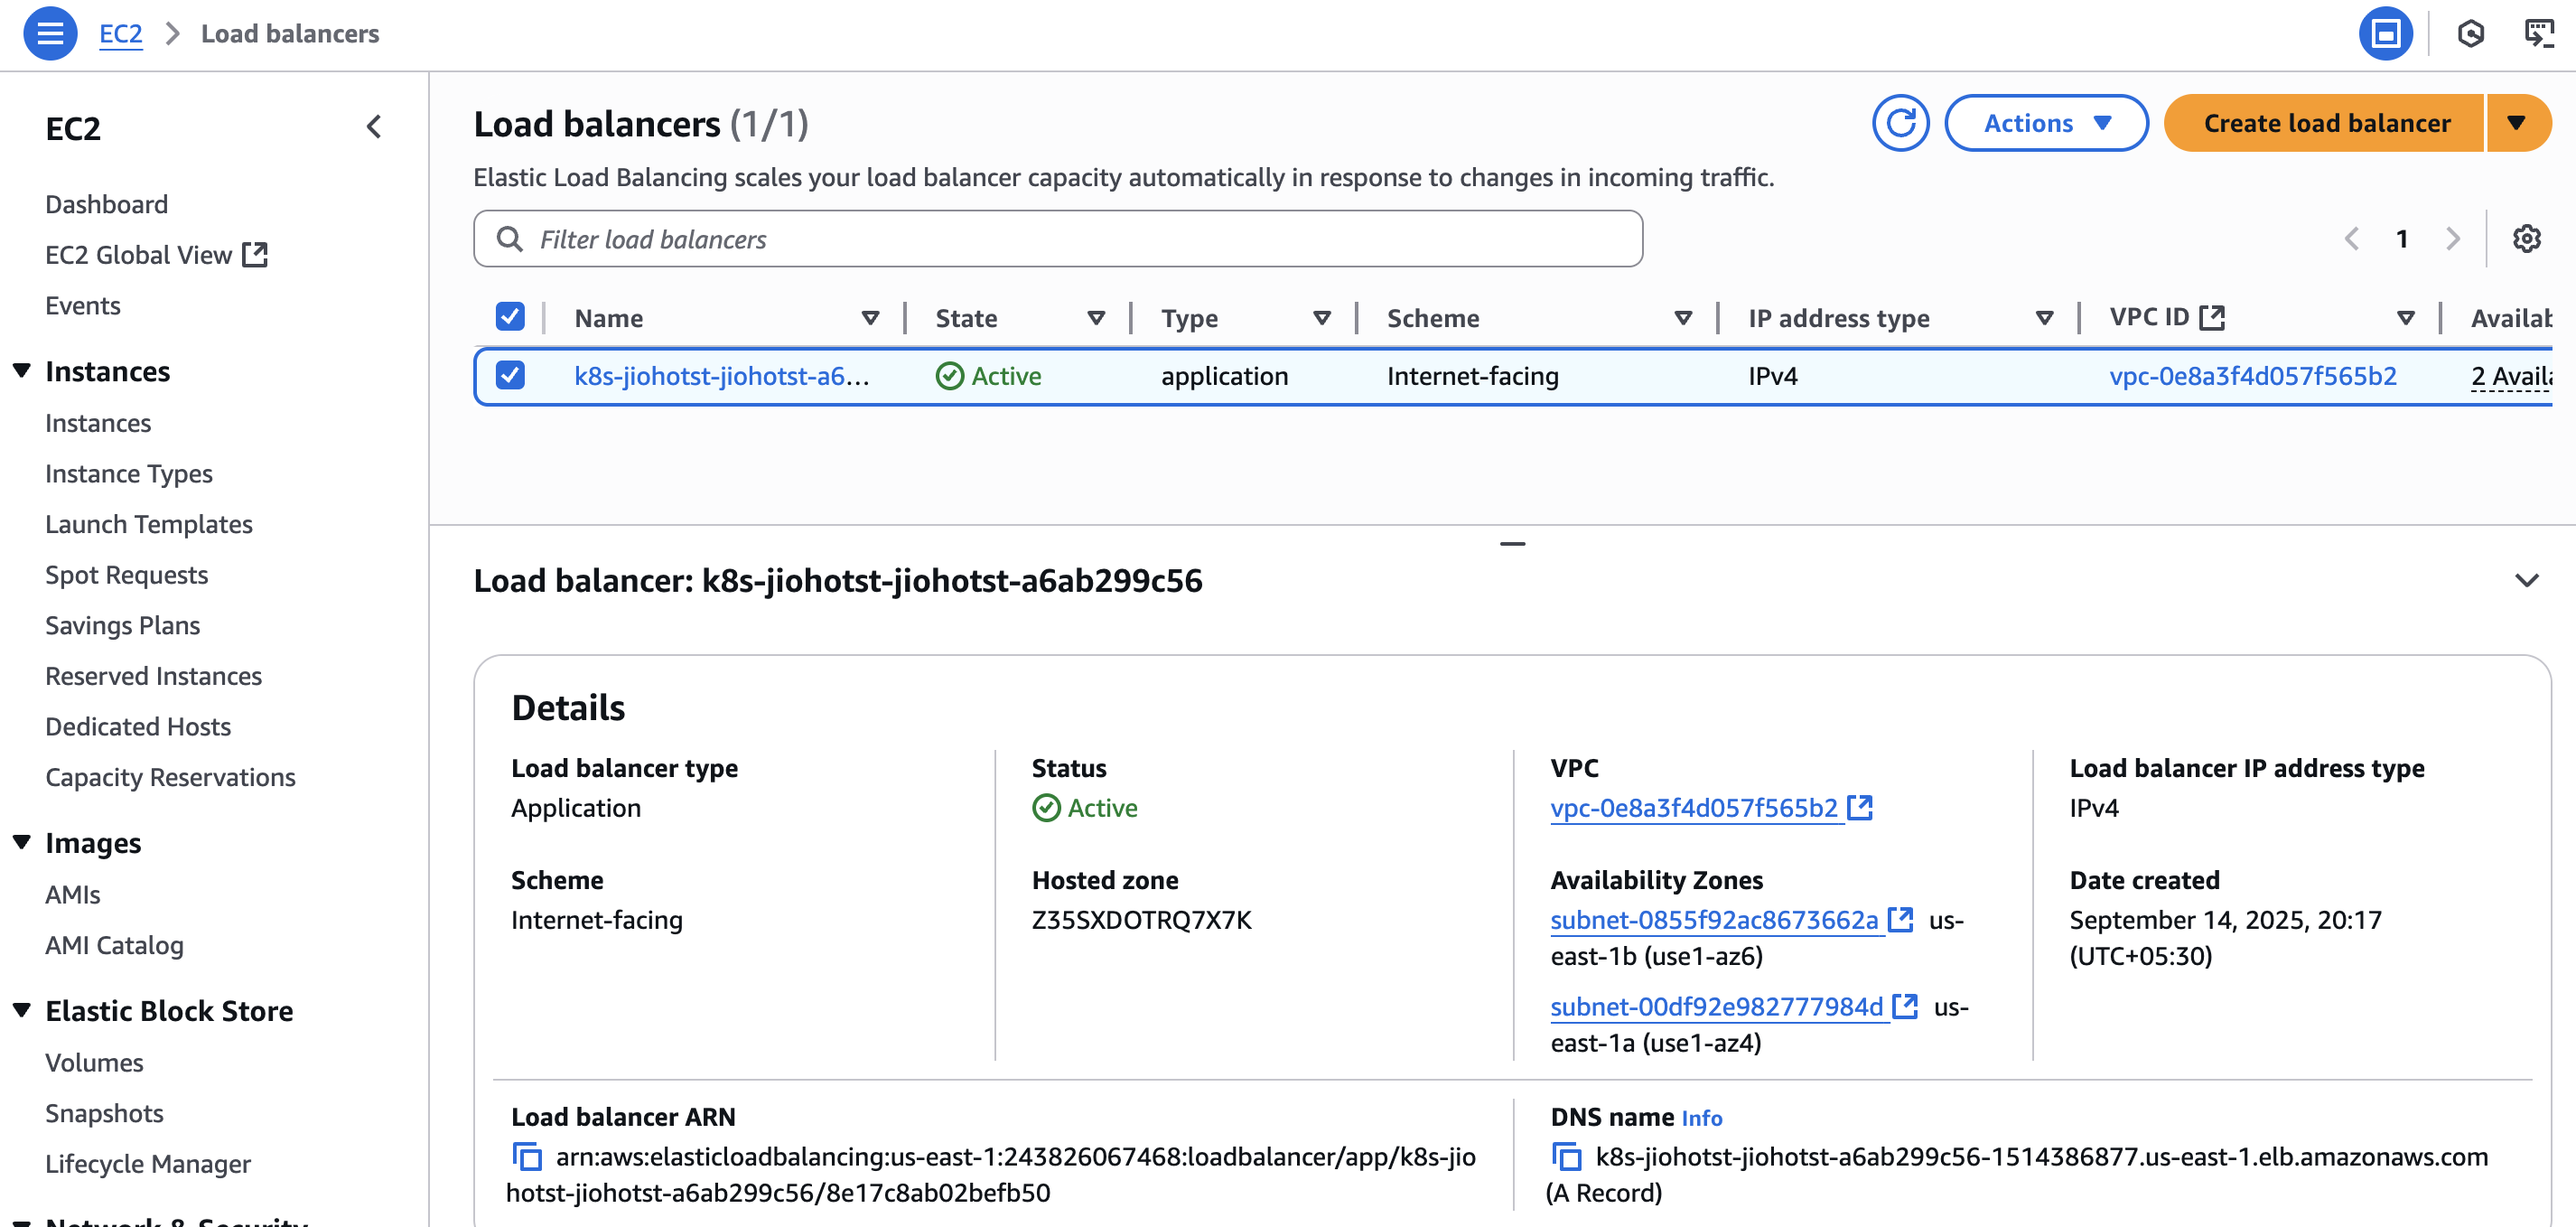 EC2 > Load balancers
EC2
Dashboard
EC2 Global View
Events
Instances
Instances
Instance Types
Launch Templates
Spot Requests
Savings Plans
Reserved Instances
Dedicated Hosts
Capacity Reservations
Images
AMIs
AMI Catalog
Elastic Block Store
Volumes
Snapshots
Lifecycle Manager
Network & Security
Load balancers (1/1)
Actions
Create load balancer
Elastic Load Balancing scales your load balancer capacity automatically in response to changes in incoming traffic.
Filter load balancers
1
Name State Type Scheme IP address type VPC ID Availab
k8s-jiohotst-jiohotst-a6... Active application Internet-facing IPv4 vpc-0e8a3f4d057f565b2 2 Availa
Load balancer: k8s-jiohotst-jiohotst-a6ab299c56
Details
Load balancer type
Application
Status
Active
VPC
vpc-0e8a3f4d057f565b2
Load balancer IP address type
IPv4
Scheme
Internet-facing
Hosted zone
Z35SXDOTRQ7X7K
Availability Zones
subnet-0855f92ac8673662a us-
east-1b (use1-az6)
subnet-00df92e982777984d us-
east-1a (use1-az4)
Date created
September 14, 2025, 20:17
(UTC+05:30)
Load balancer ARN
arn:aws:elasticloadbalancing:us-east-1:243826067468:loadbalancer/app/k8s-jio
hotst-jiohotst-a6ab299c56/8e17c8ab02befb50
DNS name Info
k8s-jiohotst-jiohotst-a6ab299c56-1514386877.us-east-1.elb.amazonaws.com
(A Record)